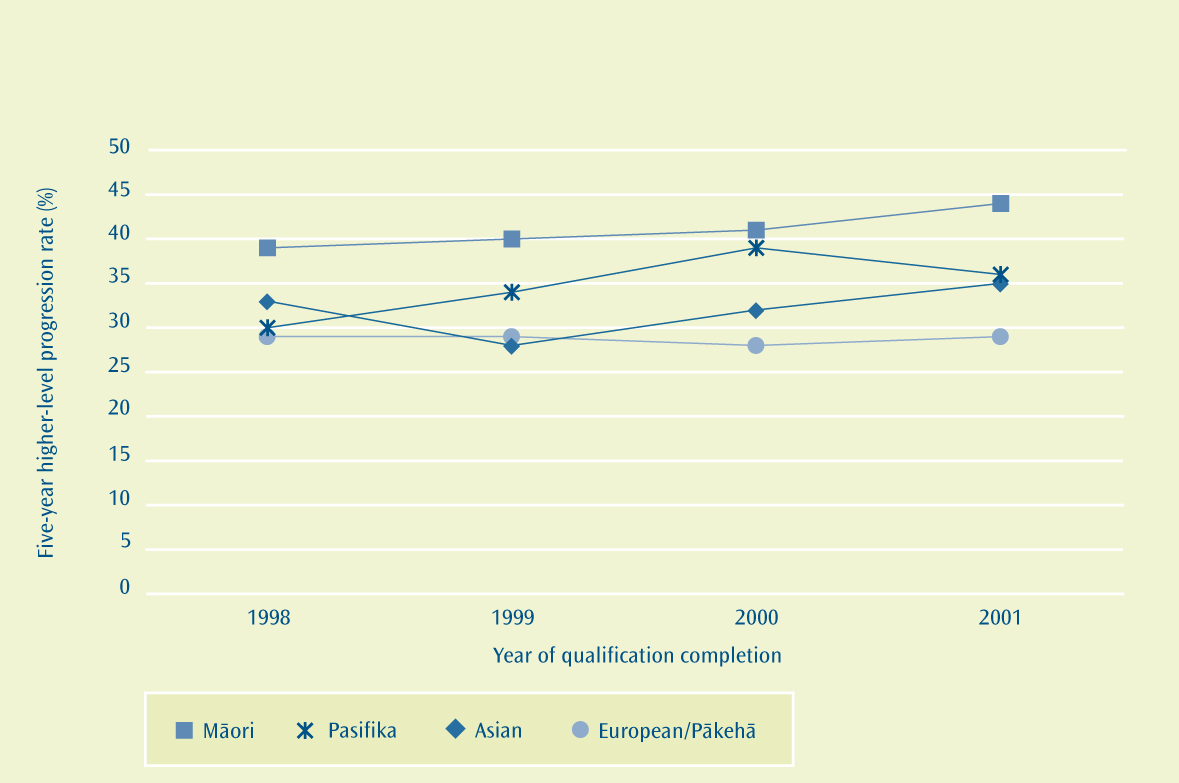 Five-year higher-level progression rate (%)
50
45
40
35
30
25
20
15
10
5
0
1998 1999 2000 2001
Year of qualification completion
Māori Pasifika Asian European/Pākehā